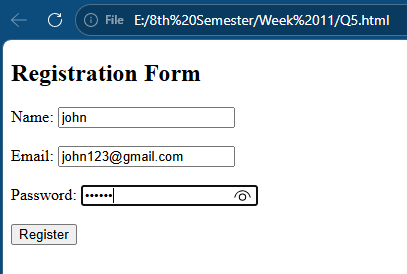 File E:/8th%20Semester/Week%2011/Q5.html
Registration Form
Name: john
Email: john123@gmail.com
Password: ••••••
Register